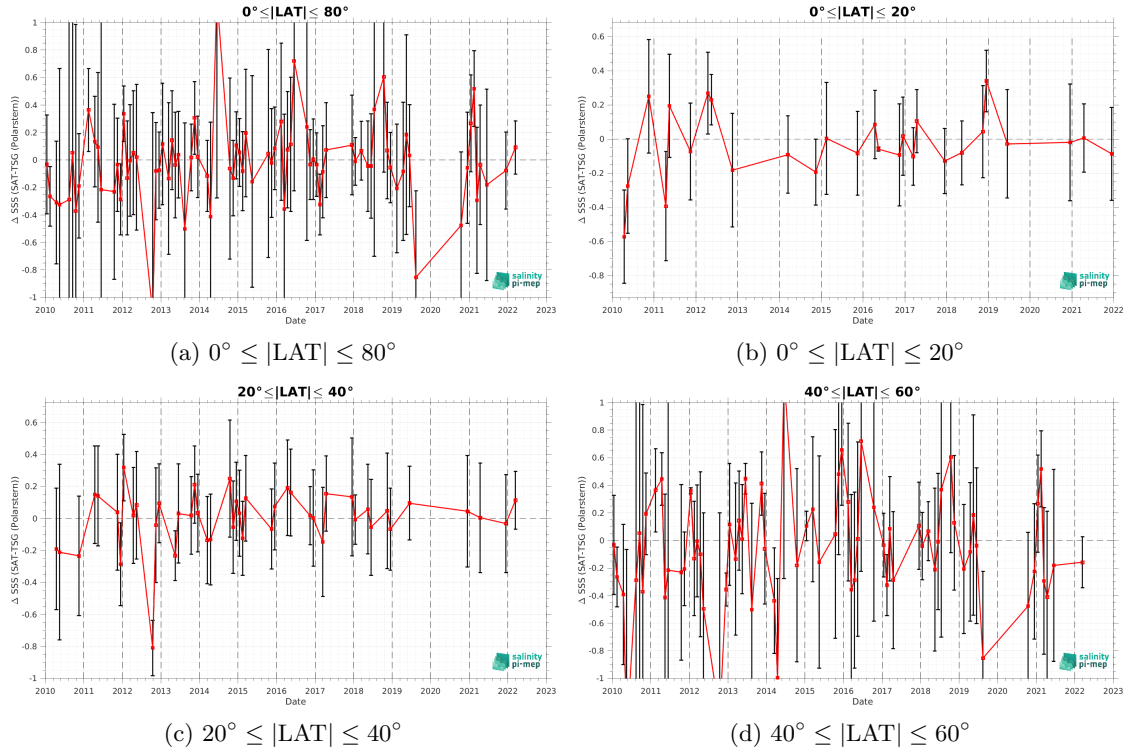 0°≤|LAT|≤ 80°
Δ SSS (SAT-TSG (Polarstern))
1
0.8
0.6
0.4
0.2
0
-0.2
-0.4
-0.6
-0.8
-1
2010 2011 2012 2013 2014 2015 2016 2017 2018 2019 2020 2021 2022 2023
Date
salinity
pi-mep
(a) 0° ≤ |LAT| ≤ 80°
0°≤|LAT|≤ 20°
Δ SSS (SAT-TSG (Polarstern))
0.6
0.4
0.2
0
-0.2
-0.4
-0.6
-0.8
2010 2011 2012 2013 2014 2015 2016 2017 2018 2019 2020 2021 2022
Date
salinity
pi-mep
(b) 0° ≤ |LAT| ≤ 20°
20°≤|LAT|≤ 40°
Δ SSS (SAT-TSG (Polarstern))
0.6
0.4
0.2
0
-0.2
-0.4
-0.6
-0.8
-1
2010 2011 2012 2013 2014 2015 2016 2017 2018 2019 2020 2021 2022 2023
Date
salinity
pi-mep
(c) 20° ≤ |LAT| ≤ 40°
40°≤|LAT|≤ 60°
Δ SSS (SAT-TSG (Polarstern))
1
0.8
0.6
0.4
0.2
0
-0.2
-0.4
-0.6
-0.8
-1
2010 2011 2012 2013 2014 2015 2016 2017 2018 2019 2020 2021 2022 2023
Date
salinity
pi-mep
(d) 40° ≤ |LAT| ≤ 60°